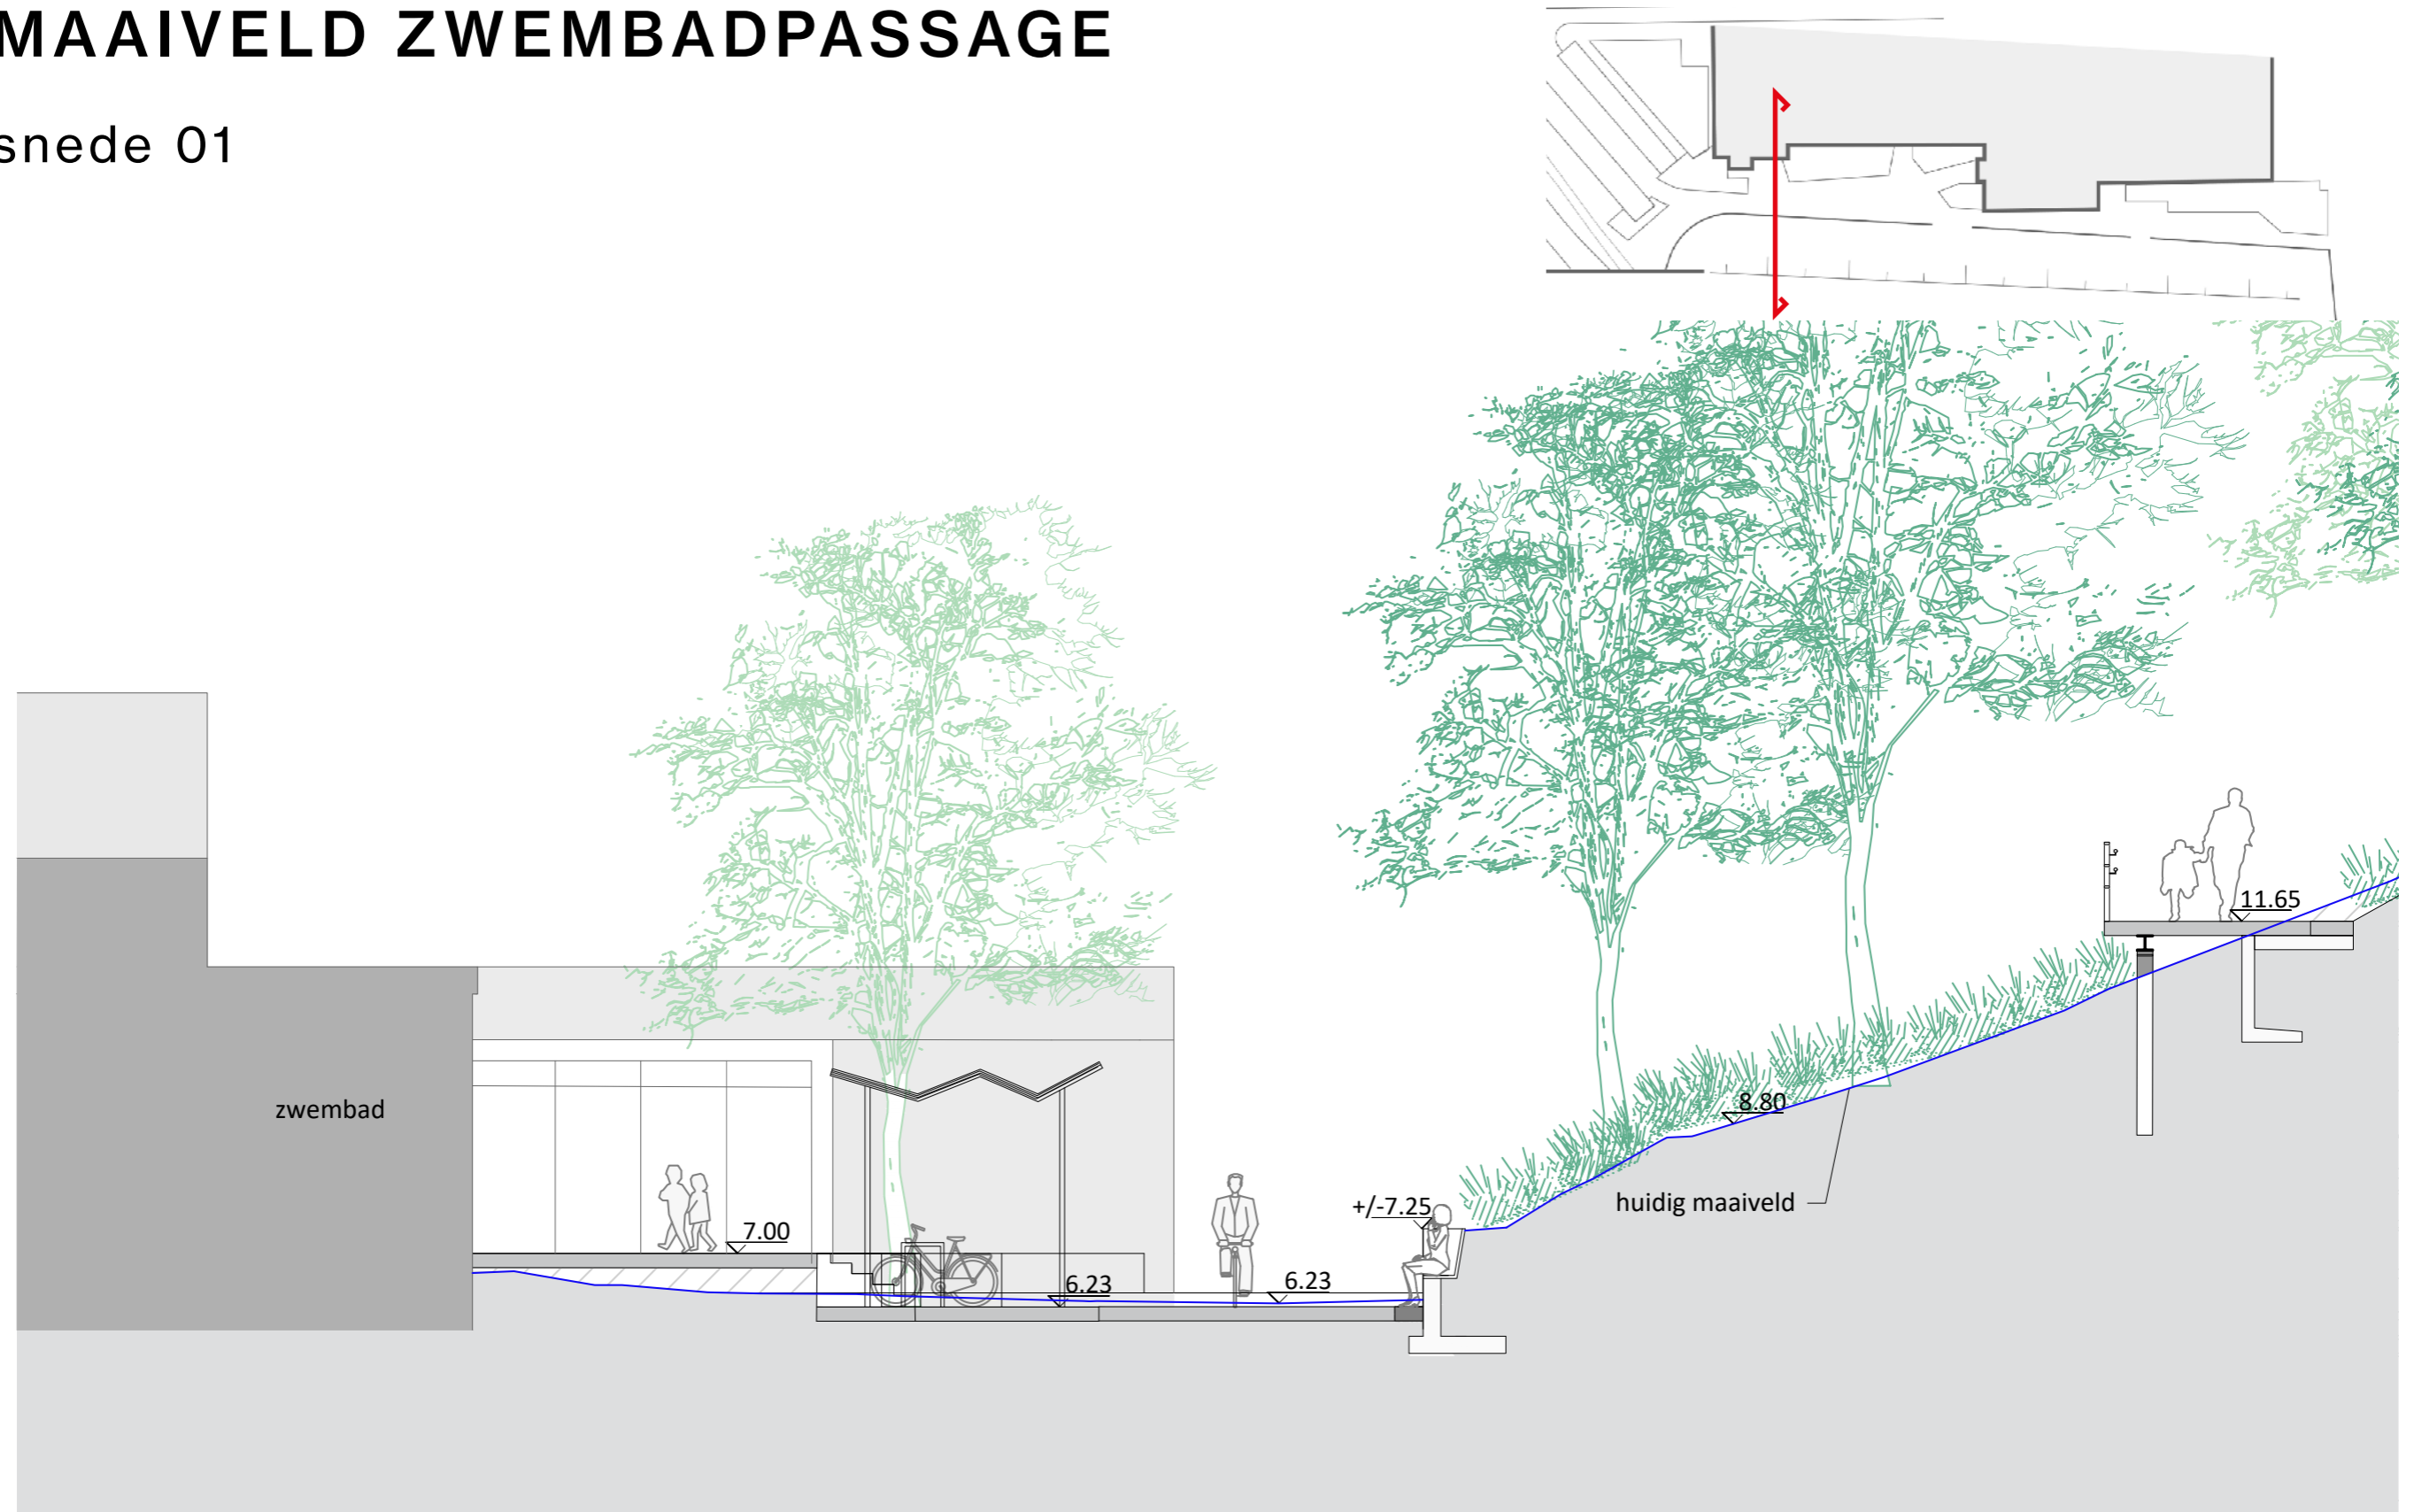 MAAIVELD ZWEMBADPASSAGE
snede 01
11.65
8.80
zwembad
huidig maaiveld
+/-7.25
7.00
6.23
6.23